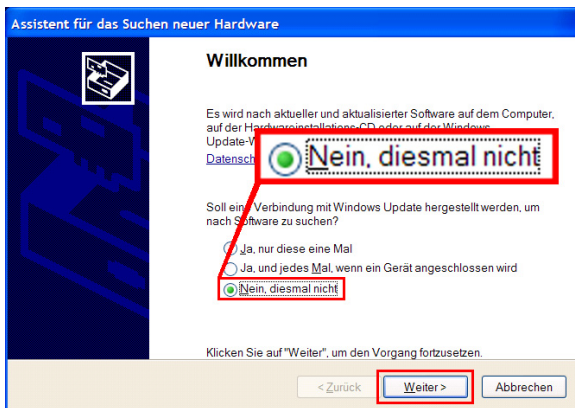 Assistent für das Suchen neuer Hardware
Willkommen
Es wird nach aktueller und aktualisierter Software auf dem Computer,
auf der Hardwareinstallations-CD oder auf der Windows
Update-W
Datensch
Nein, diesmal nicht
Soll eine Verbindung mit Windows Update hergestellt werden, um
nach Software zu suchen?
Ja, nur diese eine Mal
Ja, und jedes Mal, wenn ein Gerät angeschlossen wird
Nein, diesmal nicht
Klicken Sie auf "Weiter", um den Vorgang fortzusetzen.
< Zurück Weiter > Abbrechen